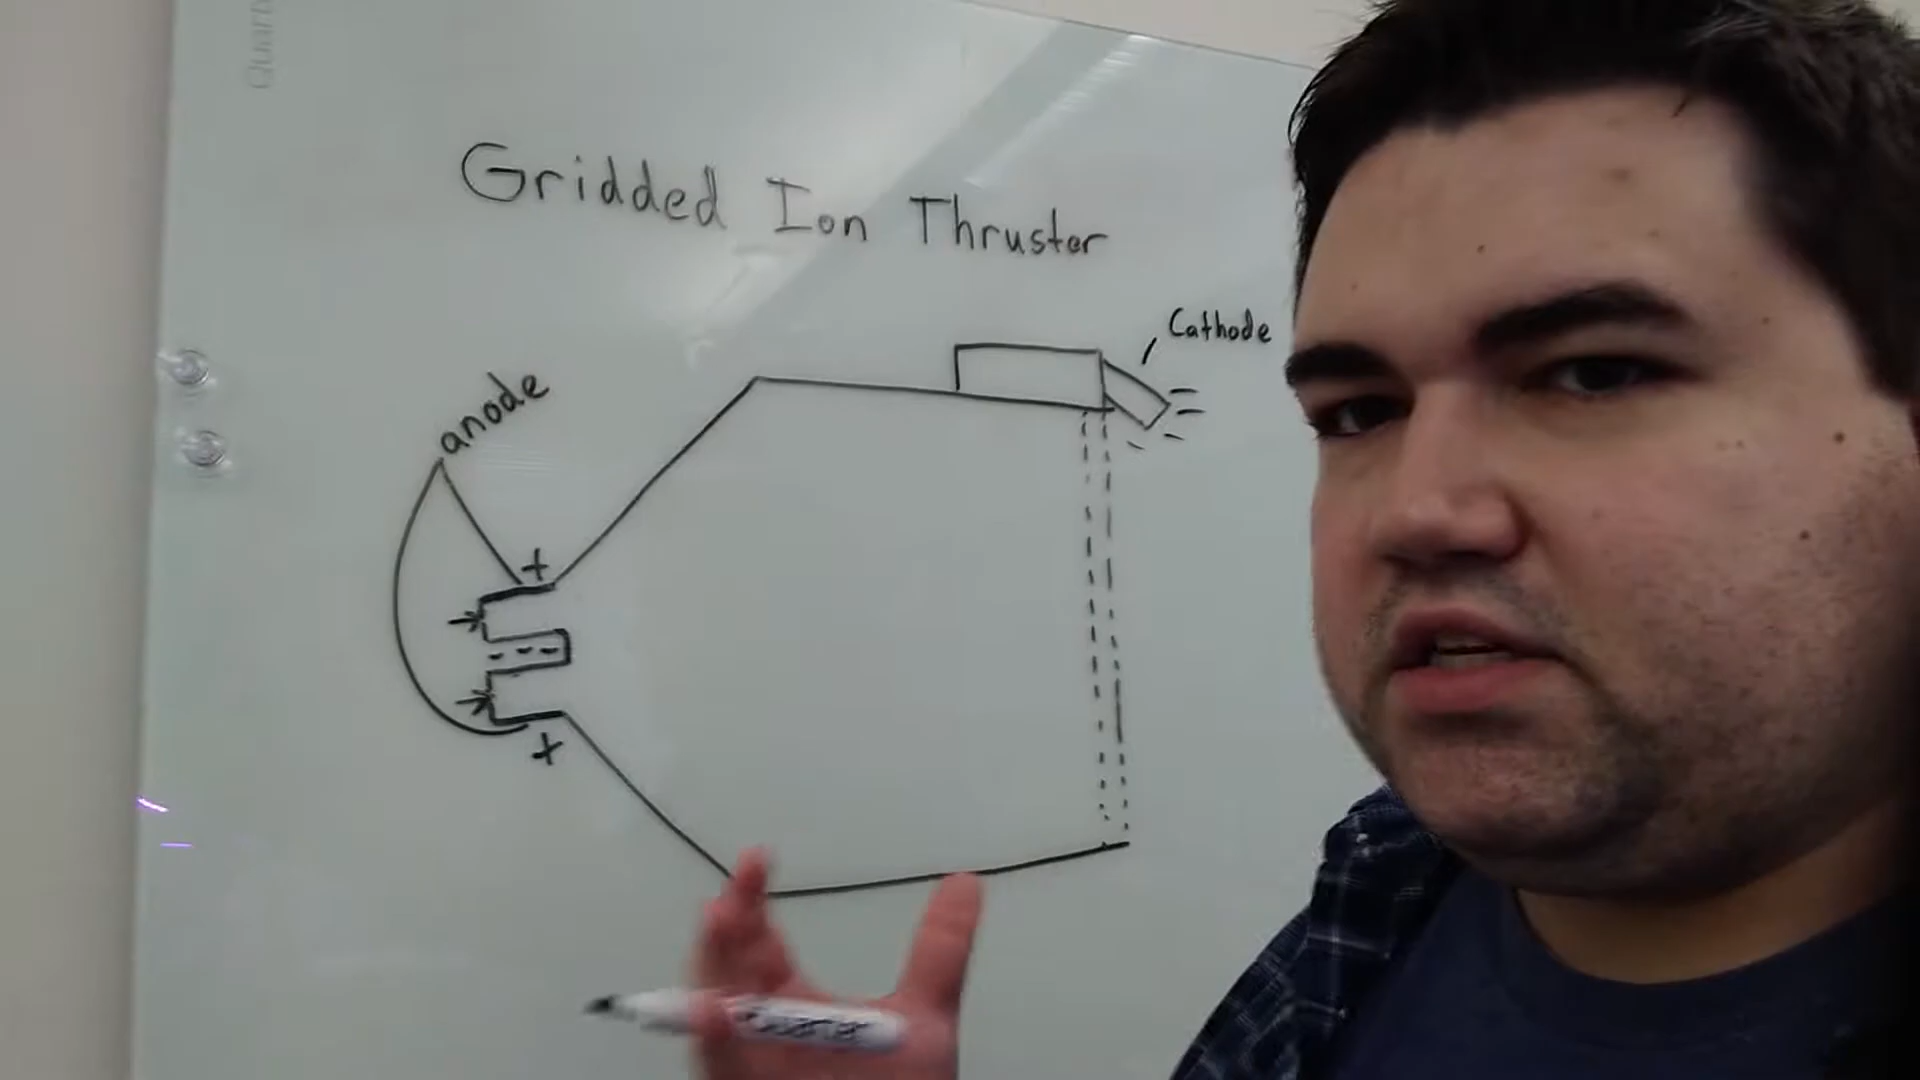 Gridded Ion Thruster
Cathode
anode
+
+